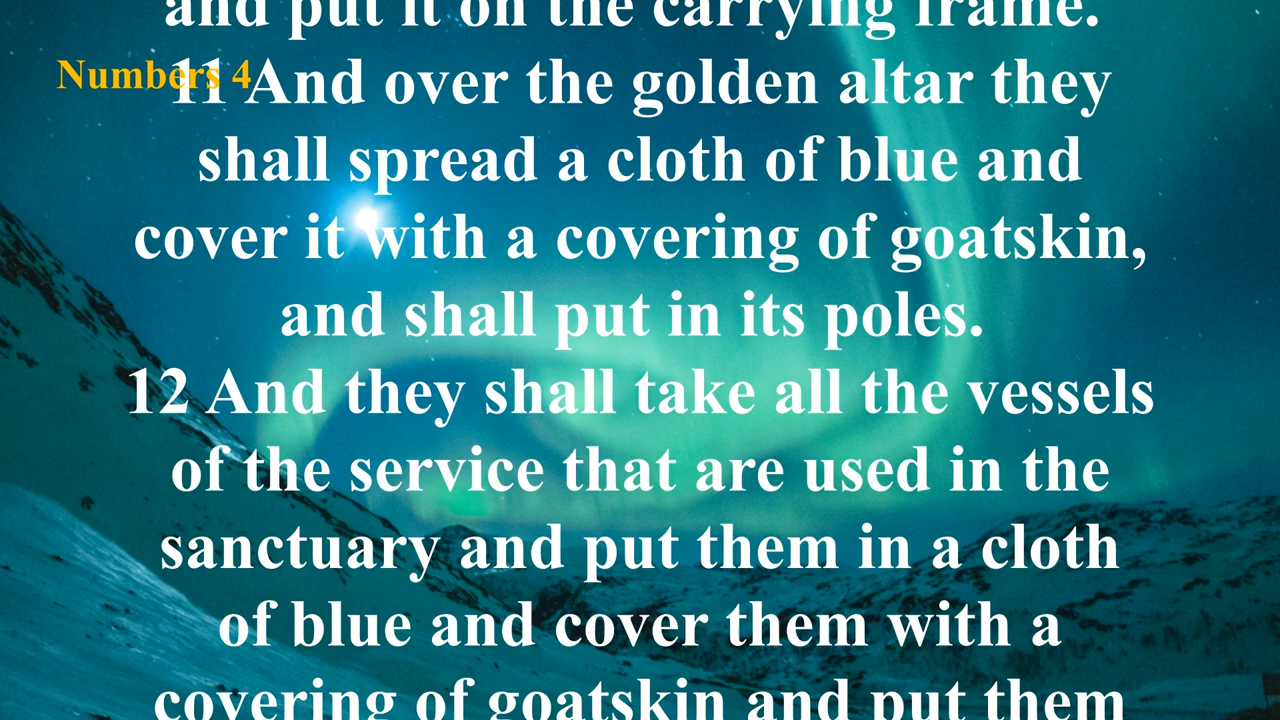 and put it on the carrying frame.
Numbers 4
11 And over the golden altar they
shall spread a cloth of blue and
cover it with a covering of goatskin,
and shall put in its poles.
12 And they shall take all the vessels
of the service that are used in the
sanctuary and put them in a cloth
of blue and cover them with a
covering of goatskin and put them